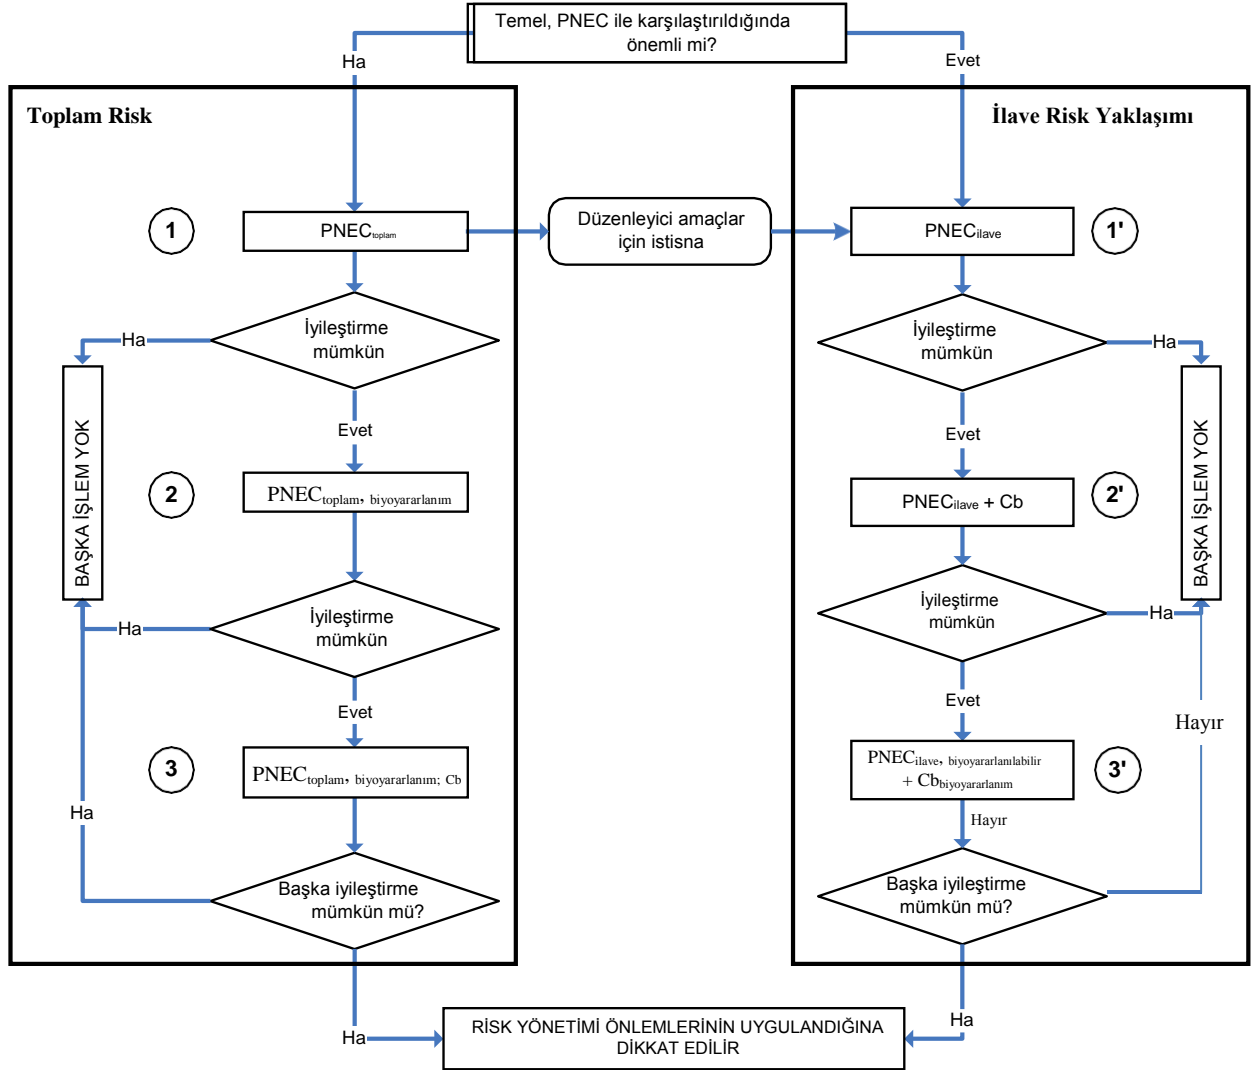 Temel, PNEC ile karşılaştırıldığında
önemli mi?
Ha
Evet
Toplam Risk
İlave Risk Yaklaşımı
1
PNECtoplam
Düzenleyici amaçlar
için istisna
PNECilave
1'
İyileştirme
mümkün
Ha
İyileştirme
mümkün
Ha
BAŞKA İŞLEM YOK
BAŞKA İŞLEM YOK
Evet
Evet
2
PNECtoplam, biyoyararlanım
PNECilave + Cb
2'
İyileştirme
mümkün
Ha
İyileştirme
mümkün
Ha
Evet
Evet
Hayır
3
PNECtoplam, biyoyararlanım; Cb
PNECilave, biyoyararlanılabilir
+ Cbbiyoyararlanım
3'
Ha
Hayır
Başka iyileştirme
mümkün mü?
Başka iyileştirme
mümkün mü?
Ha
Ha
RİSK YÖNETİMİ ÖNLEMLERİNİN UYGULANDIĞINA
DİKKAT EDİLİR